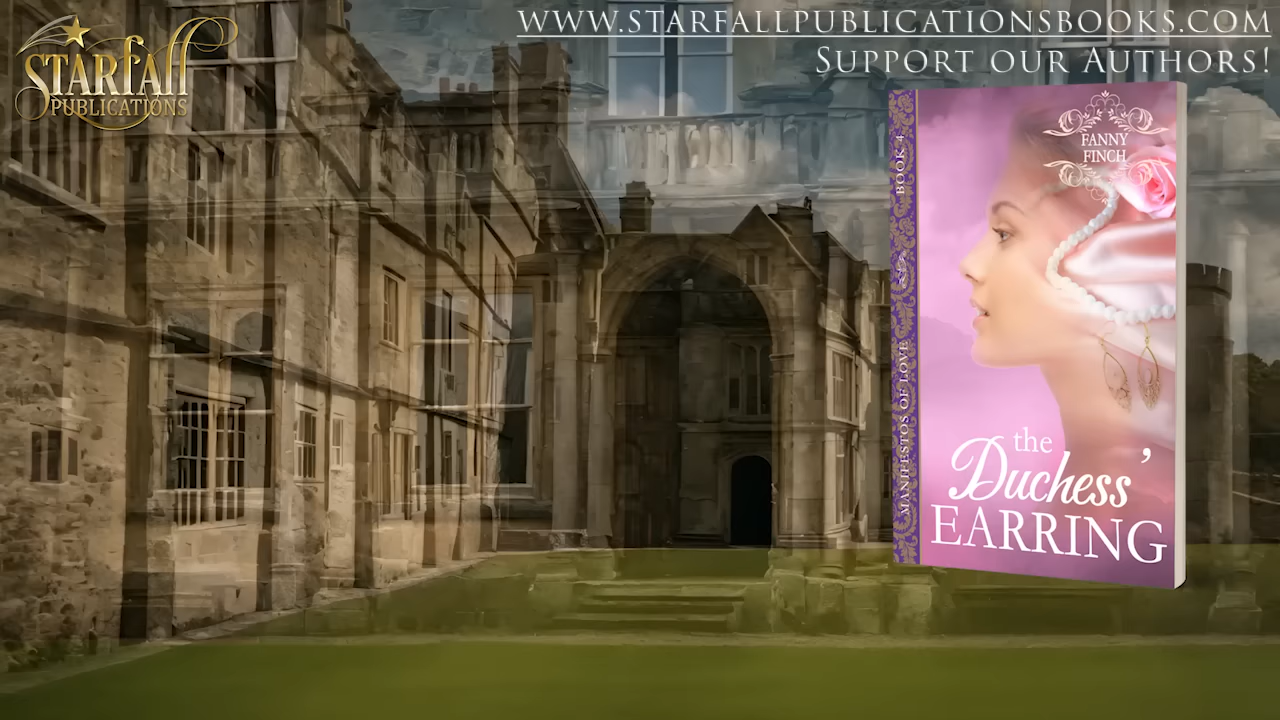 STARfall
PUBLICATIONS
WWW.STARFALLPUBLICATIONSBOOKS.COM
SUPPORT OUR AUTHORS!
MANIFESTOS OF LOVE BOOK 4
FANNY
FINCH
the
Duchess'
EARRING